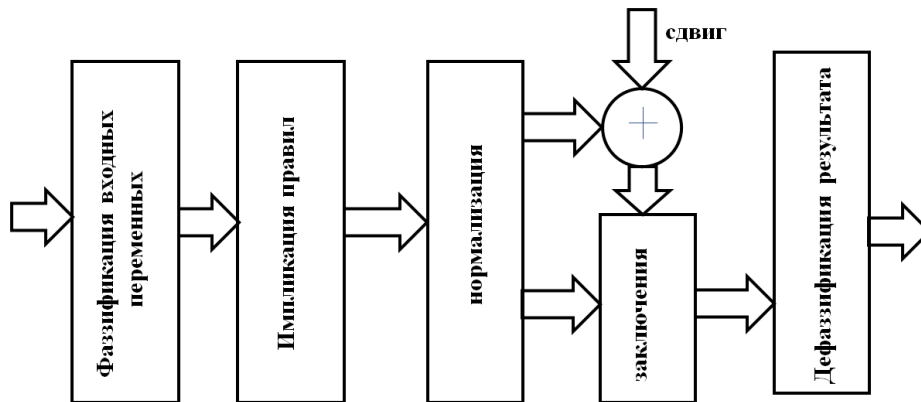 сдвиг
Фаззификация входных
переменных
Импликация правил
нормализация
заключения
Дефаззификация результата